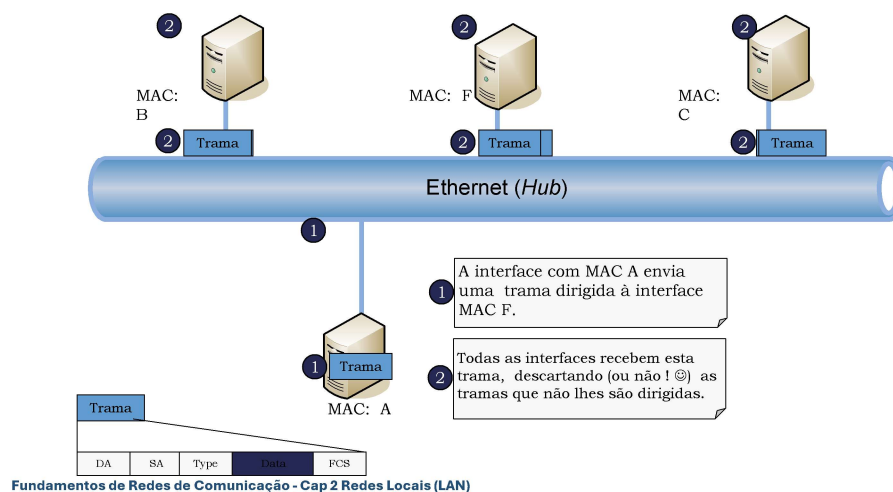 2
2
2
MAC:
B
MAC: F
MAC:
C
2 Trama
2 Trama
2 Trama
Ethernet (Hub)
1
1
A interface com MAC A envia
uma trama dirigida à interface
MAC F.
1 Trama
MAC: A
2
Todas as interfaces recebem esta
trama, descartando (ou não ! ☺) as
tramas que não lhes são dirigidas.
Trama
DA SA Type Data FCS
Fundamentos de Redes de Comunicação - Cap 2 Redes Locais (LAN)